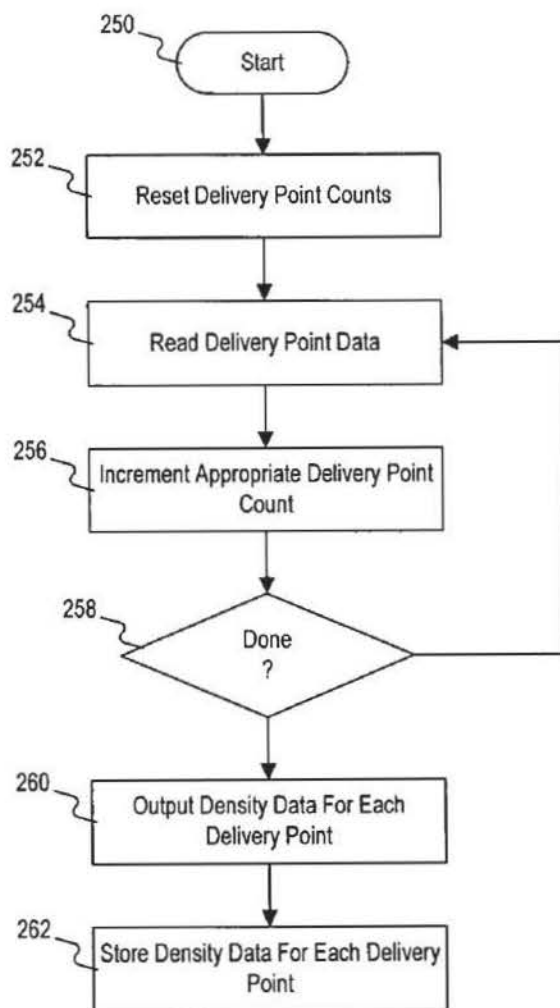 250
Start
252
Reset Delivery Point Counts
254
Read Delivery Point Data
256
Increment Appropriate Delivery Point
Count
258
Done
?
260
Output Density Data For Each
Delivery Point
262
Store Density Data For Each Delivery
Point